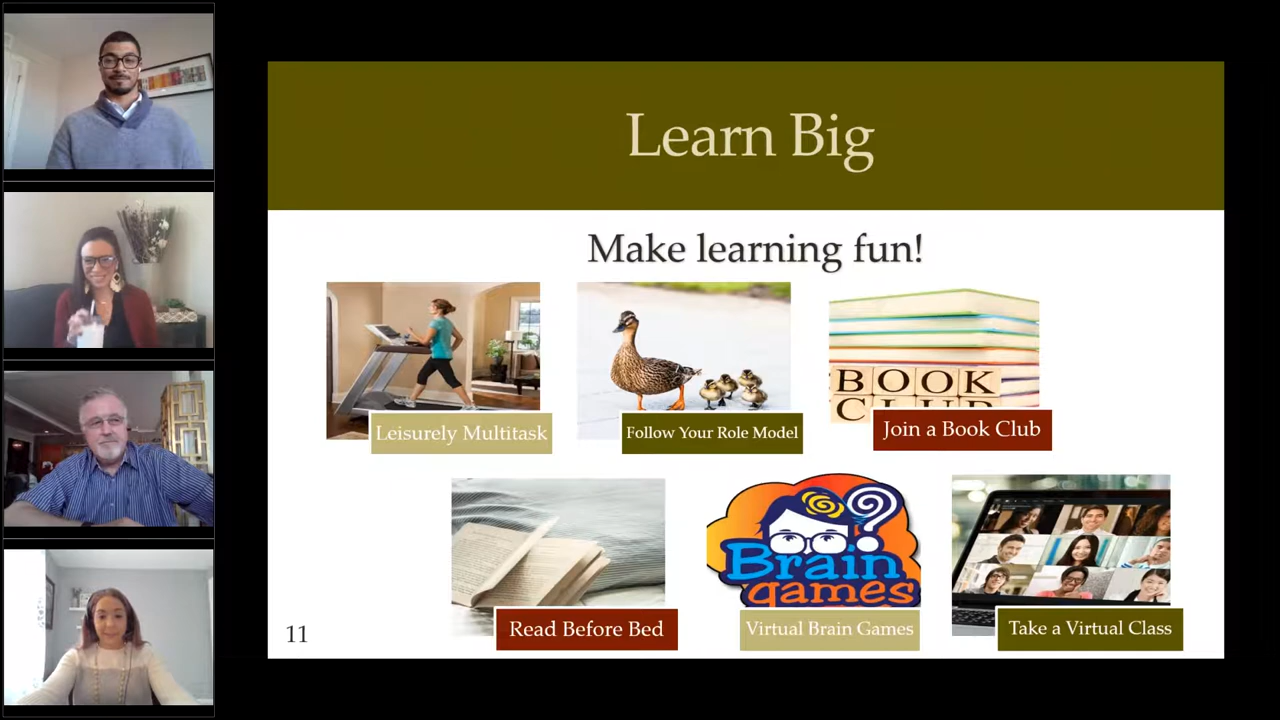 Learn Big
Make learning fun!
BOOK
CLUB
Leisurely Multitask
Follow Your Role Model
Join a Book Club
Brain
games
Read Before Bed
Virtual Brain Games
Take a Virtual Class
11